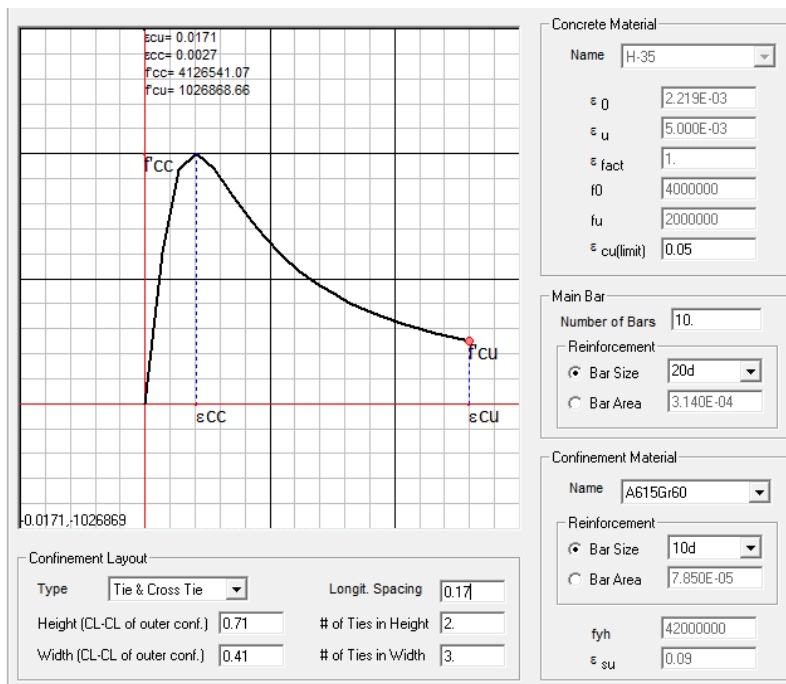 εcu= 0.0171
εcc= 0.0027
f'cc= 4126541.07
f'cu= 1026868.66
f'cc
f'cu
εcc
εcu
-0.0171,-1026869
Confinement Layout
Type Tie & Cross Tie Longit. Spacing 0.17
Height (CL-CL of outer conf.) 0.71 # of Ties in Height 2.
Width (CL-CL of outer conf.) 0.41 # of Ties in Width 3.
Concrete Material
Name H-35
ε 0 2.219E-03
ε u 5.000E-03
ε fact 1.
f0 4000000
fu 2000000
ε cu(limit) 0.05
Main Bar
Number of Bars 10.
Reinforcement
Bar Size 20d
Bar Area 3.140E-04
Confinement Material
Name A615Gr60
Reinforcement
Bar Size 10d
Bar Area 7.850E-05
fyh 42000000
ε su 0.09